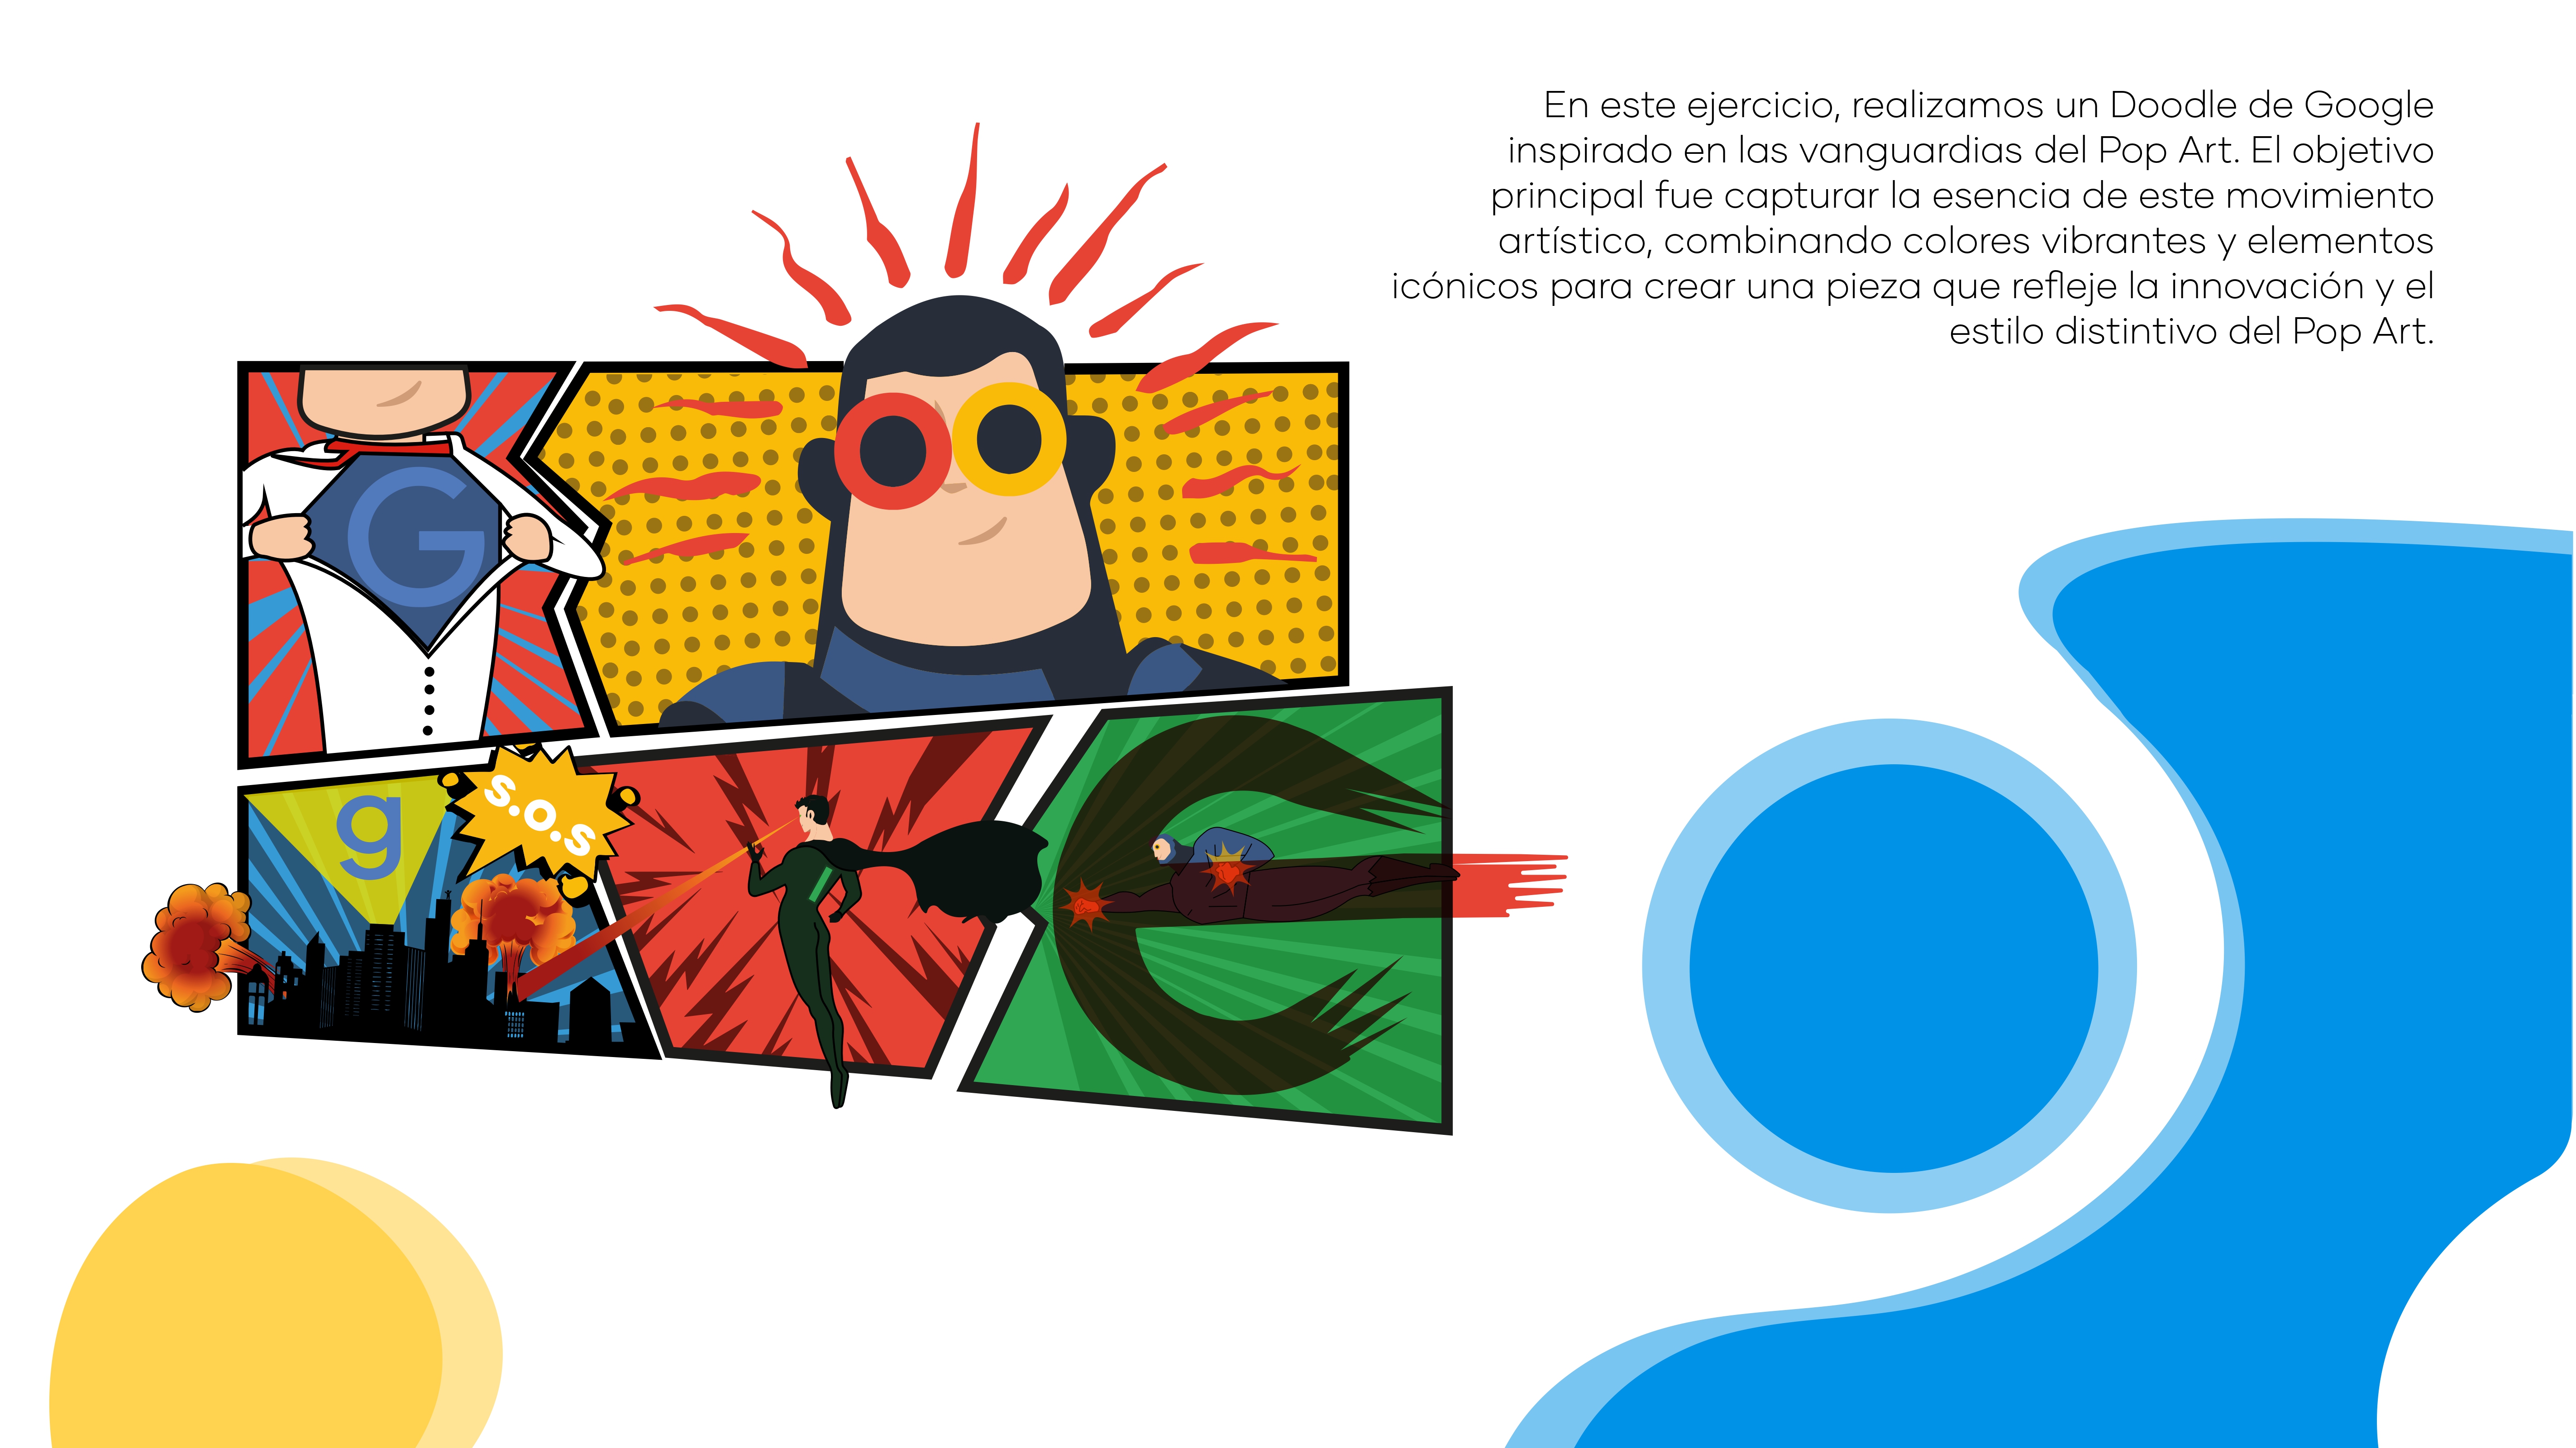 En este ejercicio, realizamos un Doodle de Google
inspirado en las vanguardias del Pop Art. El objetivo
principal fue capturar la esencia de este movimiento
artístico, combinando colores vibrantes y elementos
icónicos para crear una pieza que refleje la innovación y el
estilo distintivo del Pop Art.
G
g
s.o.s